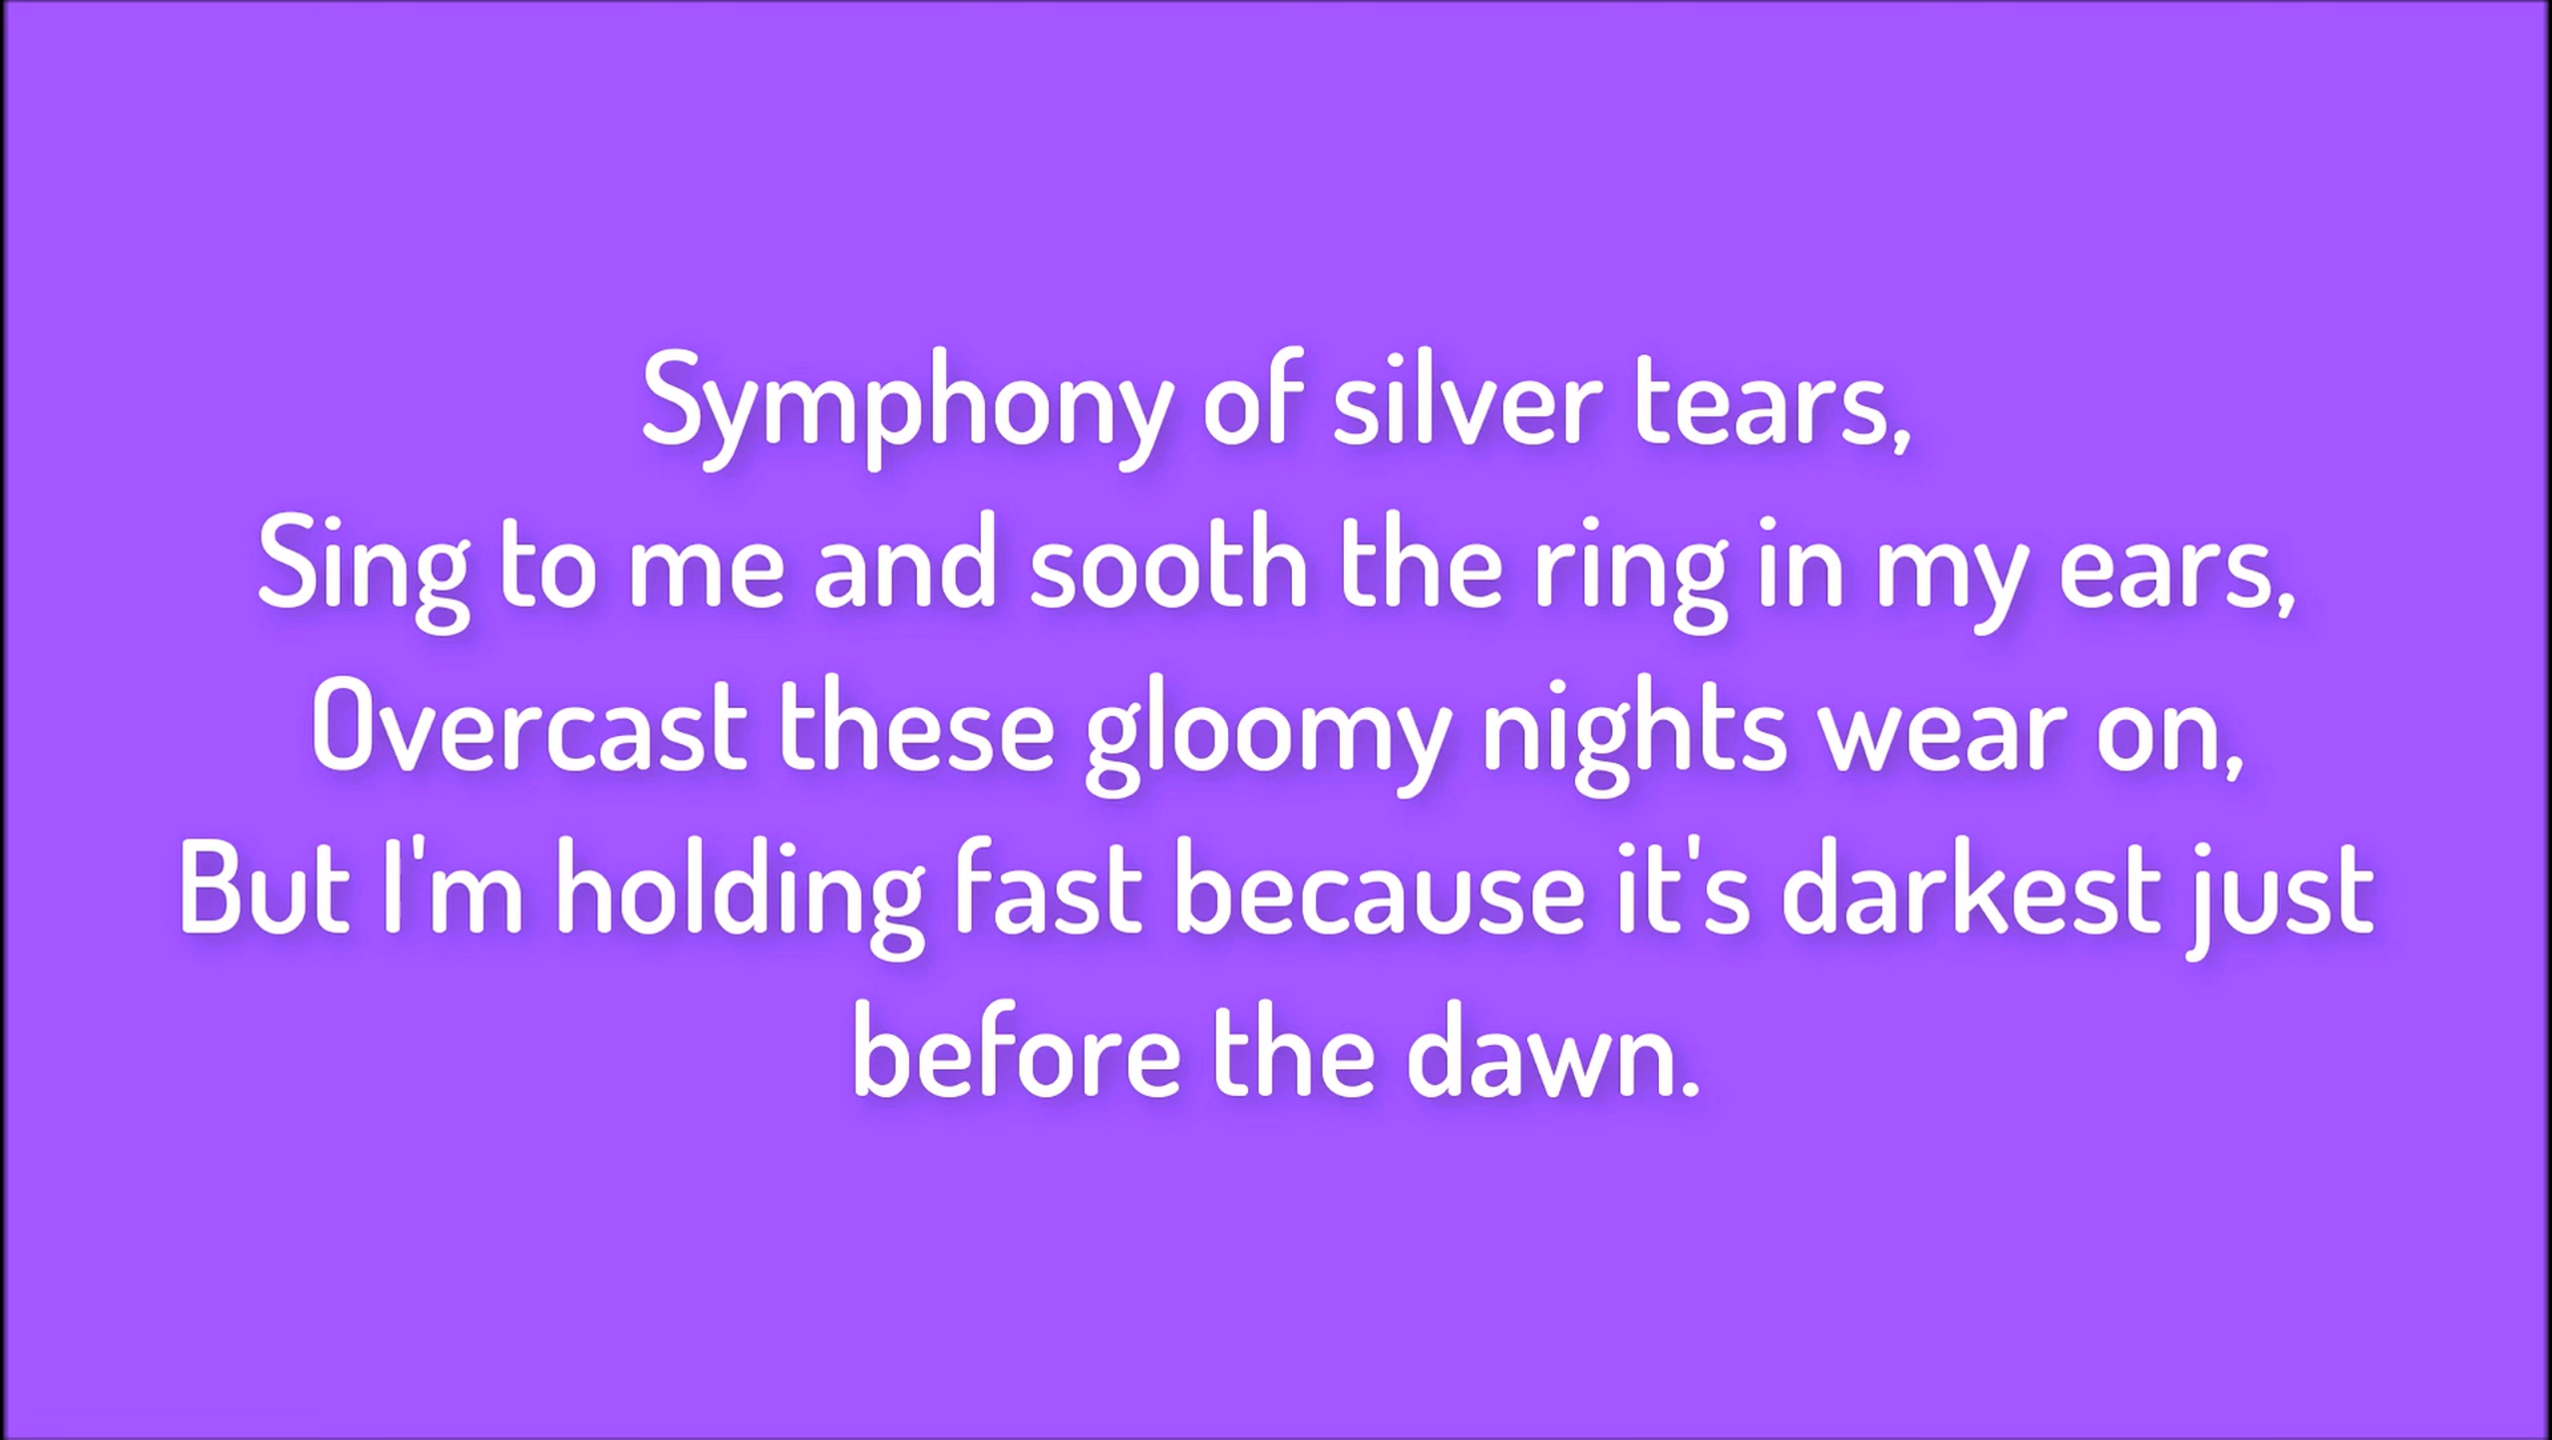 Symphony of silver tears,
Sing to me and sooth the ring in my ears,
Overcast these gloomy nights wear on,
But I'm holding fast because it's darkest just
before the dawn.